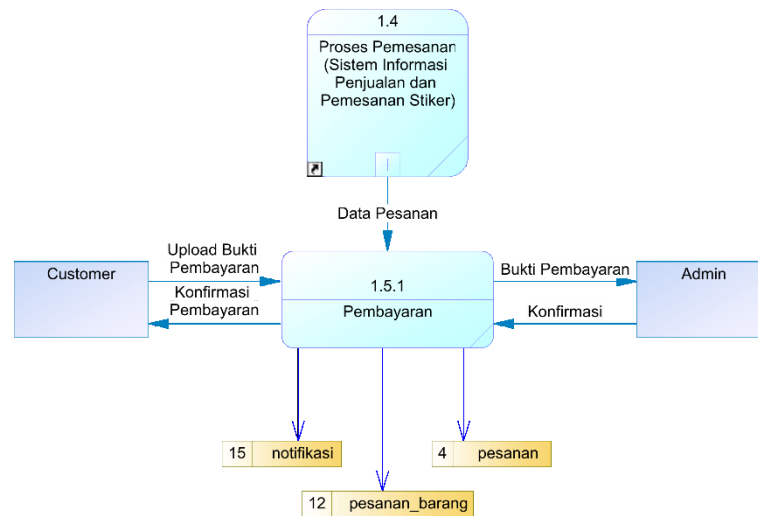 1.4
Proses Pemesanan
(Sistem Informasi
Penjualan dan
Pemesanan Stiker)
Data Pesanan
Customer
Upload Bukti
Pembayaran
Konfirmasi
Pembayaran
1.5.1
Pembayaran
Bukti Pembayaran
Konfirmasi
Admin
15 notifikasi
4 pesanan
12 pesanan_barang